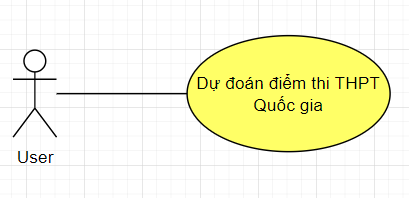 Dự đoán điểm thi THPT
Quốc gia
User